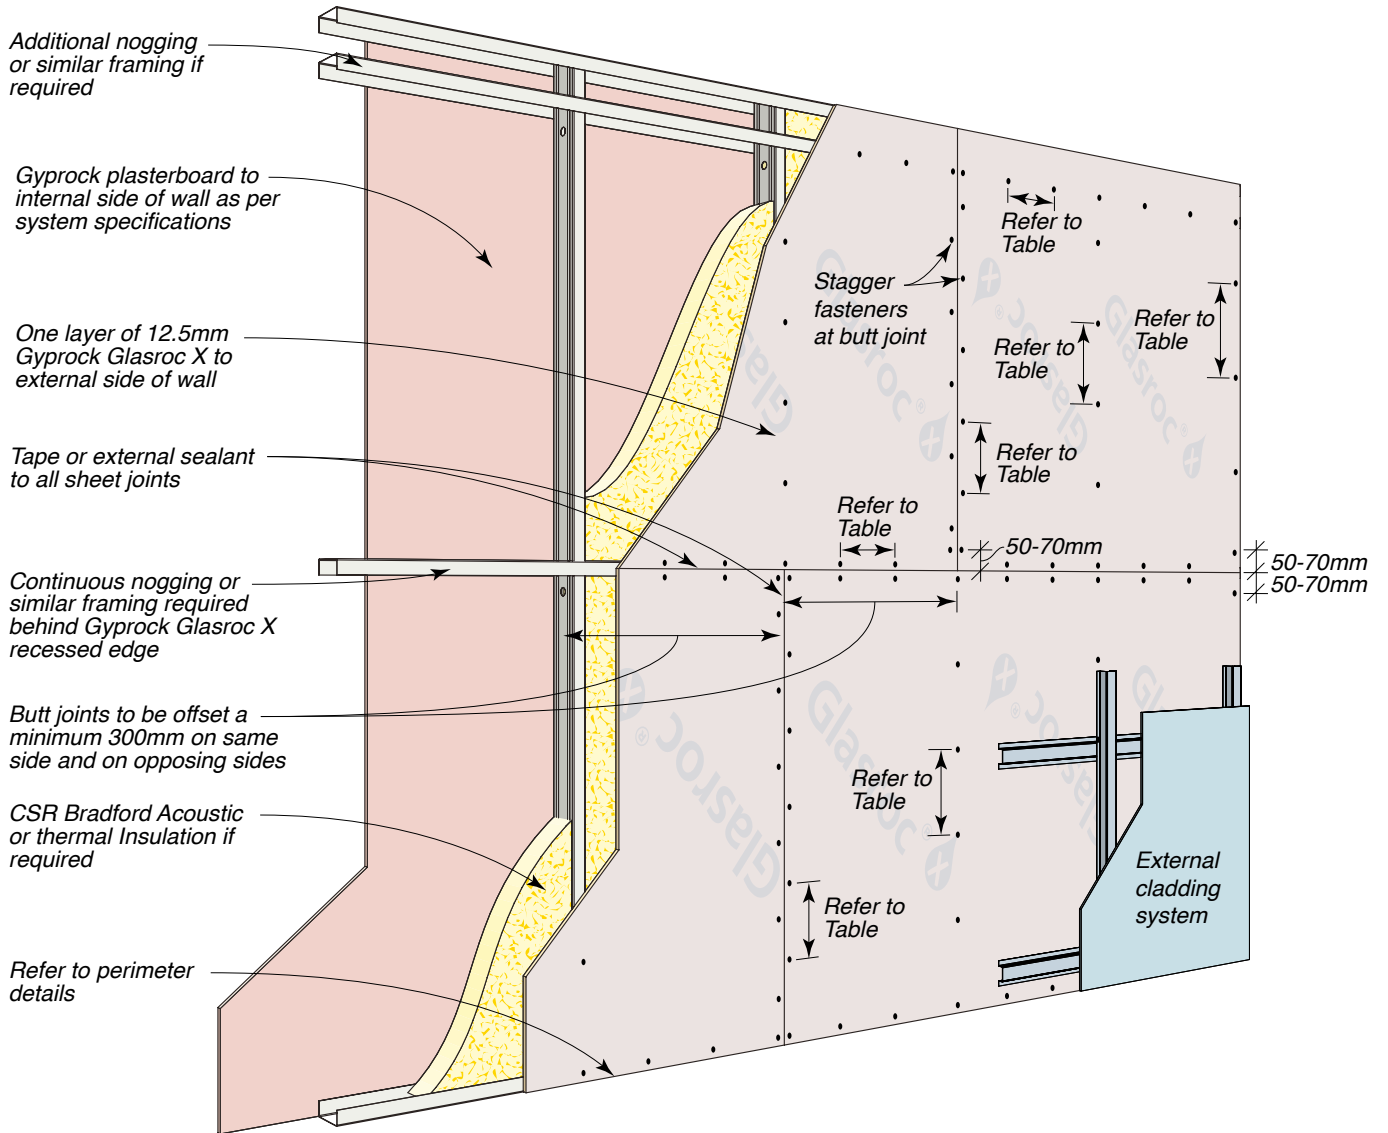 Additional nogging
or similar framing if
required
Gyprock plasterboard to
internal side of wall as per
system specifications
One layer of 12.5mm
Gyprock Glasroc X to
external side of wall
Tape or external sealant
to all sheet joints
Continuous nogging or
similar framing required
behind Gyprock Glasroc X
recessed edge
Butt joints to be offset a
minimum 300mm on same
side and on opposing sides
CSR Bradford Acoustic
or thermal Insulation if
required
Refer to perimeter
details
Refer to
Table
Stagger
fasteners
at butt joint
Refer to
Table
Refer to
Table
Refer to
Table
Refer to
Table
50-70mm
50-70mm
50-70mm
Refer to
Table
Refer to
Table
External
cladding
system
Glasroc®
Glasroc®
Glasroc®
Glasroc
Glasroc®
Glasroc
Glasroc®